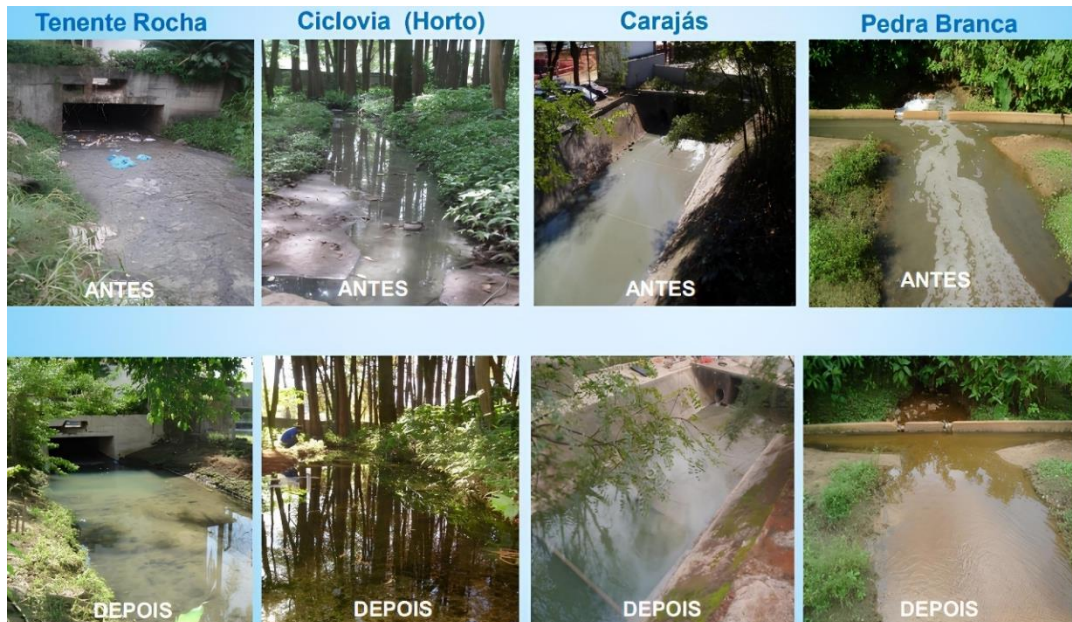 Tenente Rocha
Ciclovia (Horto)
Carajás
Pedra Branca
ANTES
ANTES
ANTES
ANTES
DEPOIS
DEPOIS
DEPOIS
DEPOIS